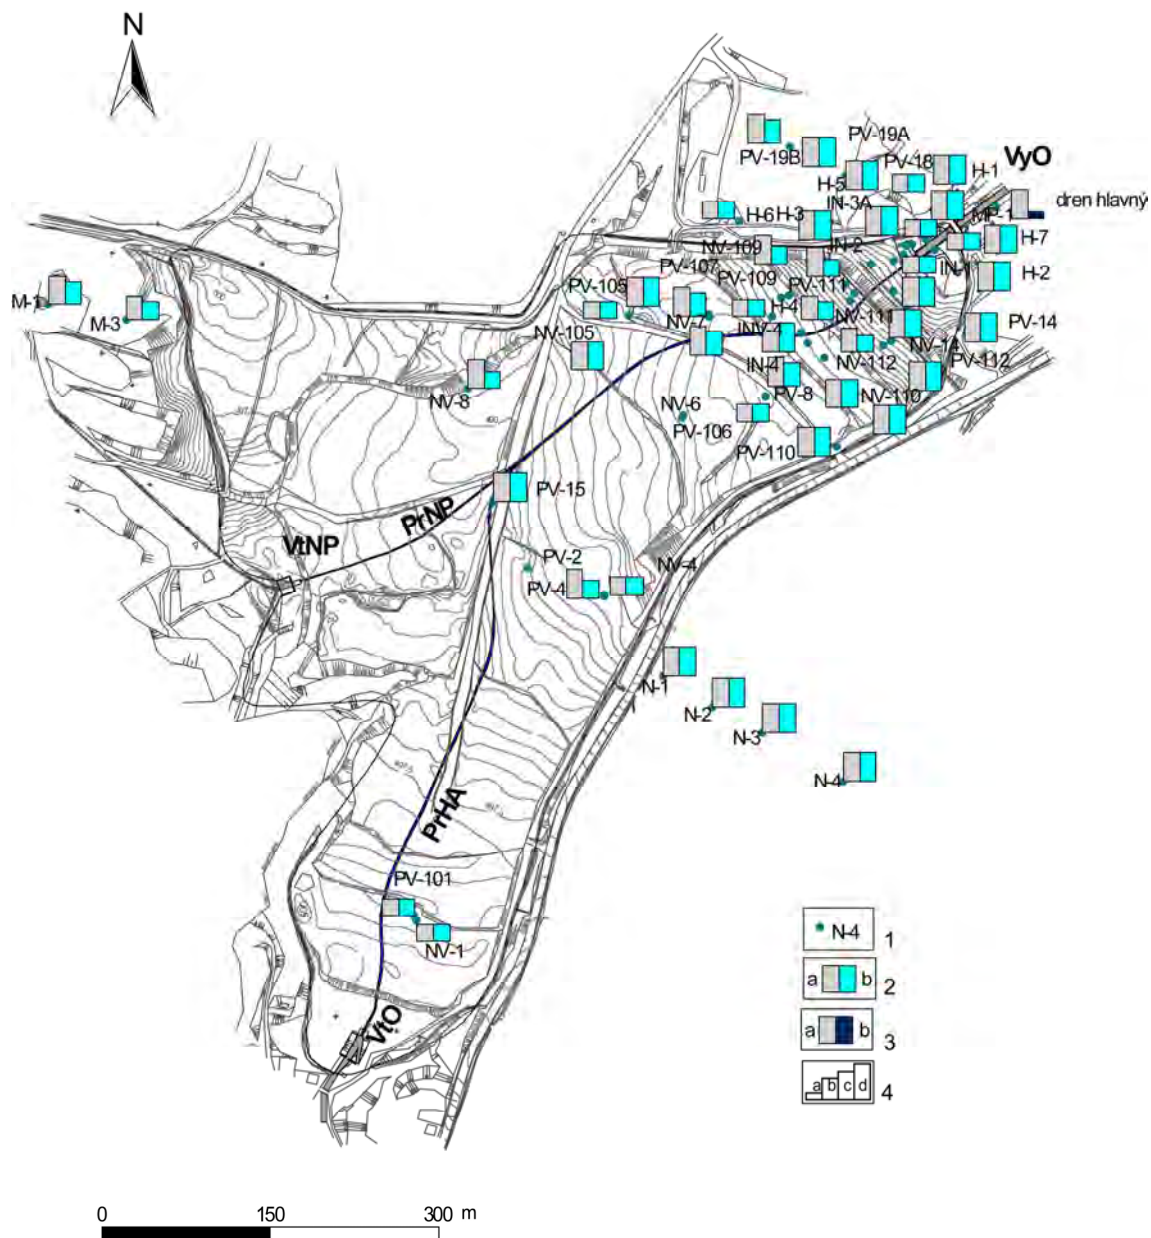 N
PV-19A
PV-19B
PV-18
VyO
H-1
H-5
dren hlavný
IN-3A
MP-1
H-6
H-3
H-7
NV-109
IN-2
PV-107
PV-109
IN-1
H-2
M-1
PV-105
PV-111
M-3
H-4
NV-111
PV-14
NV-7
INV-4
NV-105
NV-14
NV-112
PV-112
IN-4
NV-8
PV-8
NV-110
NV-6
PV-106
PV-110
PV-15
PrNP
VtNP
PV-2
NV-4
PV-4
N-1
N-2
N-3
N-4
PrHA
PV-101
NV-1
VtO
N-4 1
a b 2
a b 3
a b c d 4
0 150 300 m